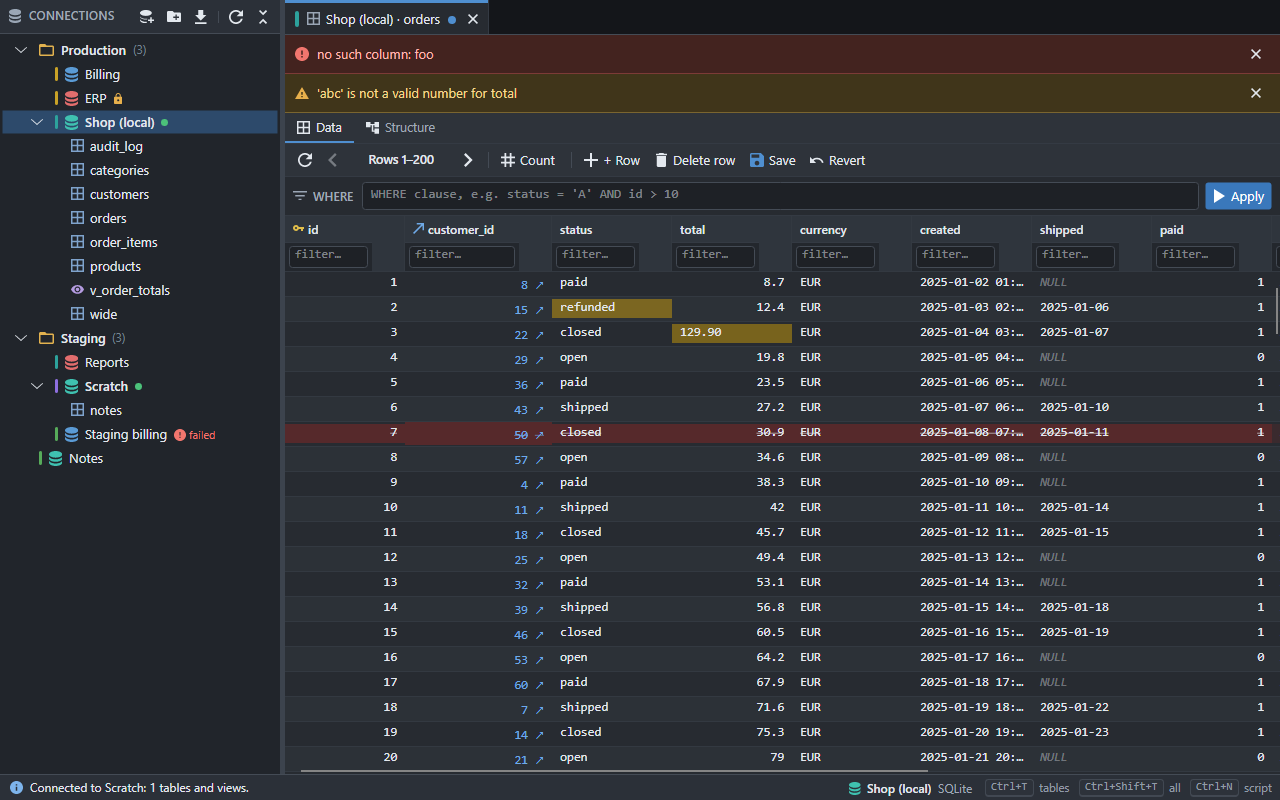 CONNECTIONS
Production (3)
Billing
ERP
Shop (local)
audit_log
categories
customers
orders
order_items
products
v_order_totals
wide
Staging (3)
Reports
Scratch
notes
Staging billing failed
Notes
Shop (local) · orders
no such column: foo
'abc' is not a valid number for total
Data Structure
Rows 1–200 Count + Row Delete row Save Revert
WHERE WHERE clause, e.g. status = 'A' AND id > 10 Apply
id customer_id status total currency created shipped paid
filter… filter… filter… filter… filter… filter… filter… filter…
1 8 ↗ paid 8.7 EUR 2025-01-02 01:… NULL 1
2 15 ↗ refunded 12.4 EUR 2025-01-03 02:… 2025-01-06 1
3 22 ↗ closed 129.90 EUR 2025-01-04 03:… 2025-01-07 1
4 29 ↗ open 19.8 EUR 2025-01-05 04:… NULL 0
5 36 ↗ paid 23.5 EUR 2025-01-06 05:… NULL 1
6 43 ↗ shipped 27.2 EUR 2025-01-07 06:… 2025-01-10 1
7 50 ↗ closed 30.9 EUR 2025-01-08 07:… 2025-01-11 1
8 57 ↗ open 34.6 EUR 2025-01-09 08:… NULL 0
9 4 ↗ paid 38.3 EUR 2025-01-10 09:… NULL 1
10 11 ↗ shipped 42 EUR 2025-01-11 10:… 2025-01-14 1
11 18 ↗ closed 45.7 EUR 2025-01-12 11:… 2025-01-15 1
12 25 ↗ open 49.4 EUR 2025-01-13 12:… NULL 0
13 32 ↗ paid 53.1 EUR 2025-01-14 13:… NULL 1
14 39 ↗ shipped 56.8 EUR 2025-01-15 14:… 2025-01-18 1
15 46 ↗ closed 60.5 EUR 2025-01-16 15:… 2025-01-19 1
16 53 ↗ open 64.2 EUR 2025-01-17 16:… NULL 0
17 60 ↗ paid 67.9 EUR 2025-01-18 17:… NULL 1
18 7 ↗ shipped 71.6 EUR 2025-01-19 18:… 2025-01-22 1
19 14 ↗ closed 75.3 EUR 2025-01-20 19:… 2025-01-23 1
20 21 ↗ open 79 EUR 2025-01-21 20:… NULL 0
Connected to Scratch: 1 tables and views. Shop (local) SQLite Ctrl+T tables Ctrl+Shift+T all Ctrl+N script